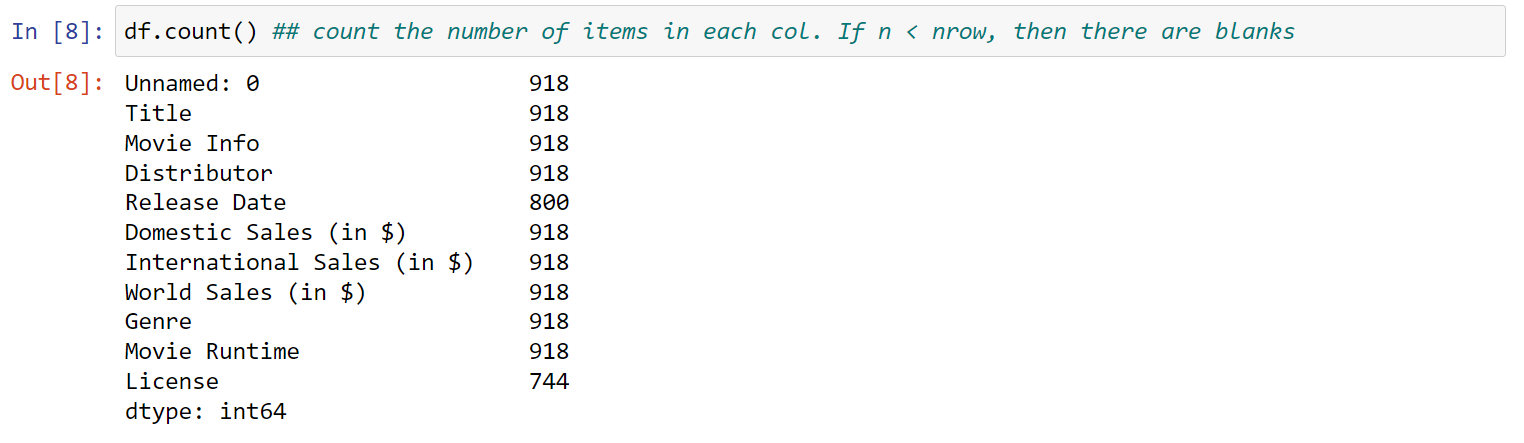 In [8]: df.count() ## count the number of items in each col. If n < nrow, then there are blanks
Out[8]: Unnamed: 0 918
Title 918
Movie Info 918
Distributor 918
Release Date 800
Domestic Sales (in $) 918
International Sales (in $) 918
World Sales (in $) 918
Genre 918
Movie Runtime 918
License 744
dtype: int64